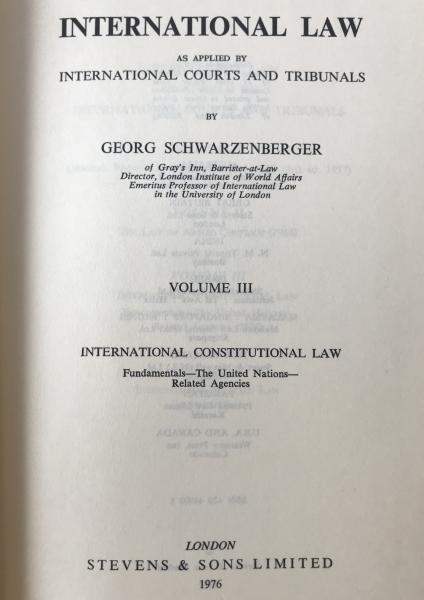 INTERNATIONAL LAW
AS APPLIED BY
INTERNATIONAL COURTS AND TRIBUNALS
BY
GEORG SCHWARZENBERGER
of Gray's Inn, Barrister-at-Law
Director, London Institute of World Affairs
Emeritus Professor of International Law
in the University of London
VOLUME III
INTERNATIONAL CONSTITUTIONAL LAW
Fundamentals—The United Nations—
Related Agencies
LONDON
STEVENS & SONS LIMITED
1976